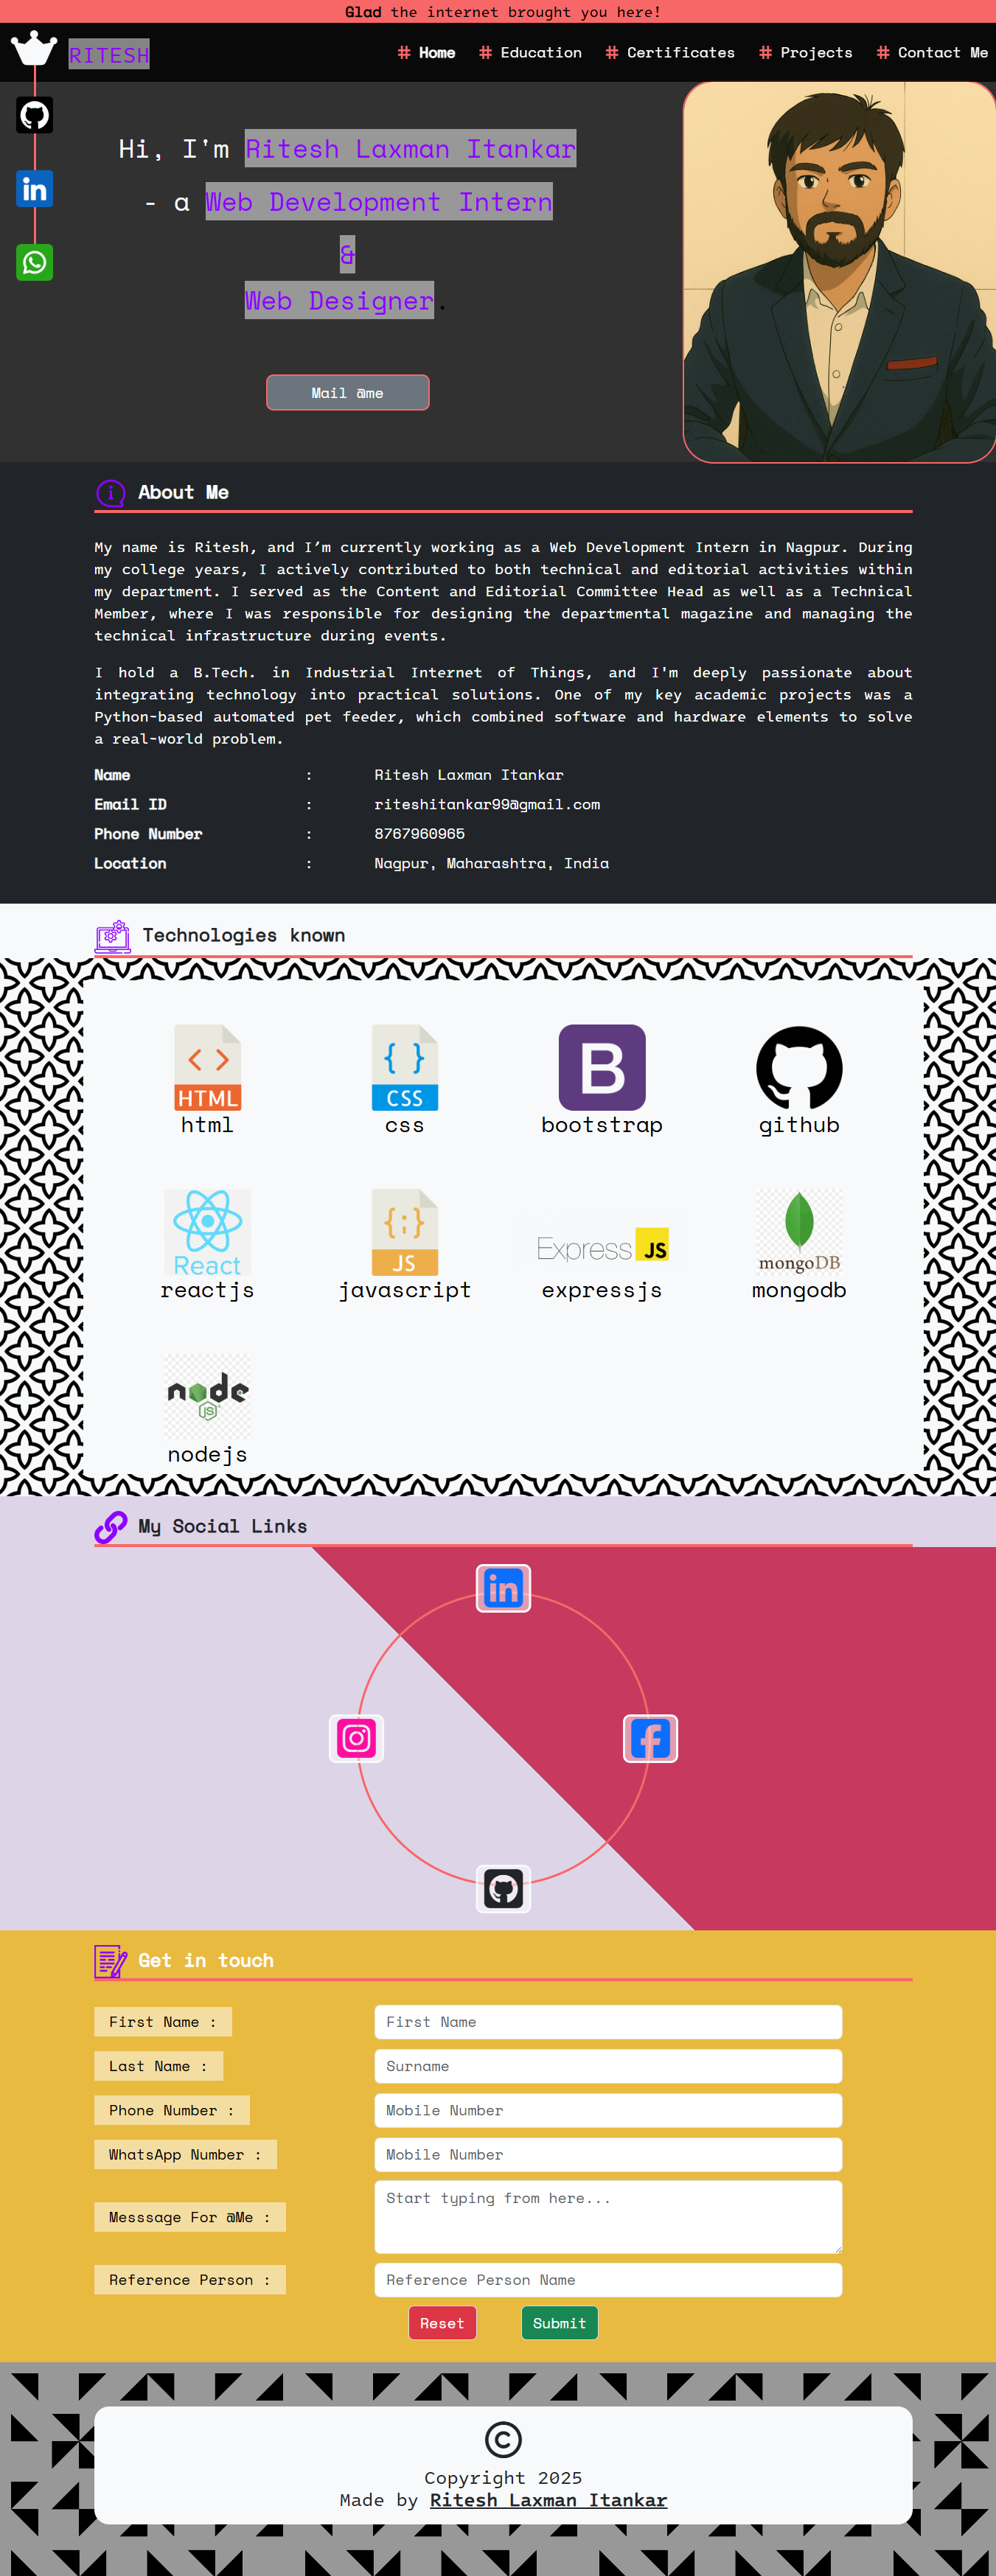 Glad the internet brought you here!
RITESH
# Home # Education # Certificates # Projects # Contact Me
Hi, I'm Ritesh Laxman Itankar
- a Web Development Intern
&
Web Designer.
Mail @me
About Me
My name is Ritesh, and I’m currently working as a Web Development Intern in Nagpur. During
my college years, I actively contributed to both technical and editorial activities within
my department. I served as the Content and Editorial Committee Head as well as a Technical
Member, where I was responsible for designing the departmental magazine and managing the
technical infrastructure during events.
I hold a B.Tech. in Industrial Internet of Things, and I'm deeply passionate about
integrating technology into practical solutions. One of my key academic projects was a
Python-based automated pet feeder, which combined software and hardware elements to solve
a real-world problem.
Name : Ritesh Laxman Itankar
Email ID : riteshitankar99@gmail.com
Phone Number : 8767960965
Location : Nagpur, Maharashtra, India
Technologies known
HTML CSS B
html css bootstrap github
React JS Express JS mongoDB
reactjs javascript expressjs mongodb
node JS
nodejs
My Social Links
in
f
Get in touch
First Name : First Name
Last Name : Surname
Phone Number : Mobile Number
WhatsApp Number : Mobile Number
Messsage For @Me : Start typing from here...
Reference Person : Reference Person Name
Reset Submit
©
Copyright 2025
Made by Ritesh Laxman Itankar